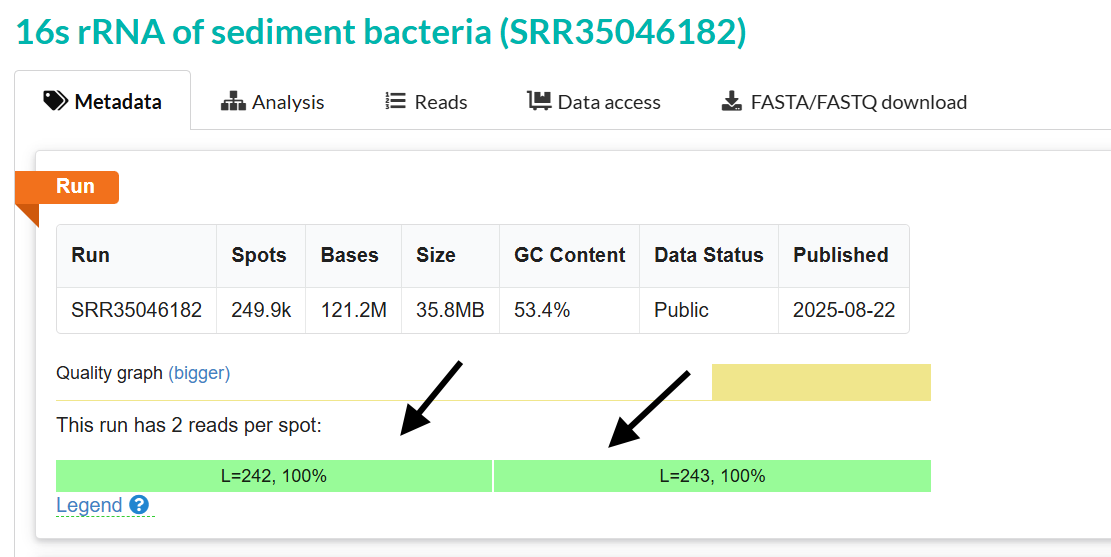 16s rRNA of sediment bacteria (SRR35046182)
Metadata Analysis Reads Data access FASTA/FASTQ download
Run
Run Spots Bases Size GC Content Data Status Published
SRR35046182 249.9k 121.2M 35.8MB 53.4% Public 2025-08-22
Quality graph (bigger)
This run has 2 reads per spot:
L=242, 100% L=243, 100%
Legend ?